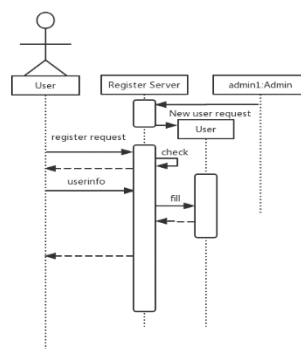 User
Register Server
admin1:Admin
New user request
User
register request
check
userinfo
fill